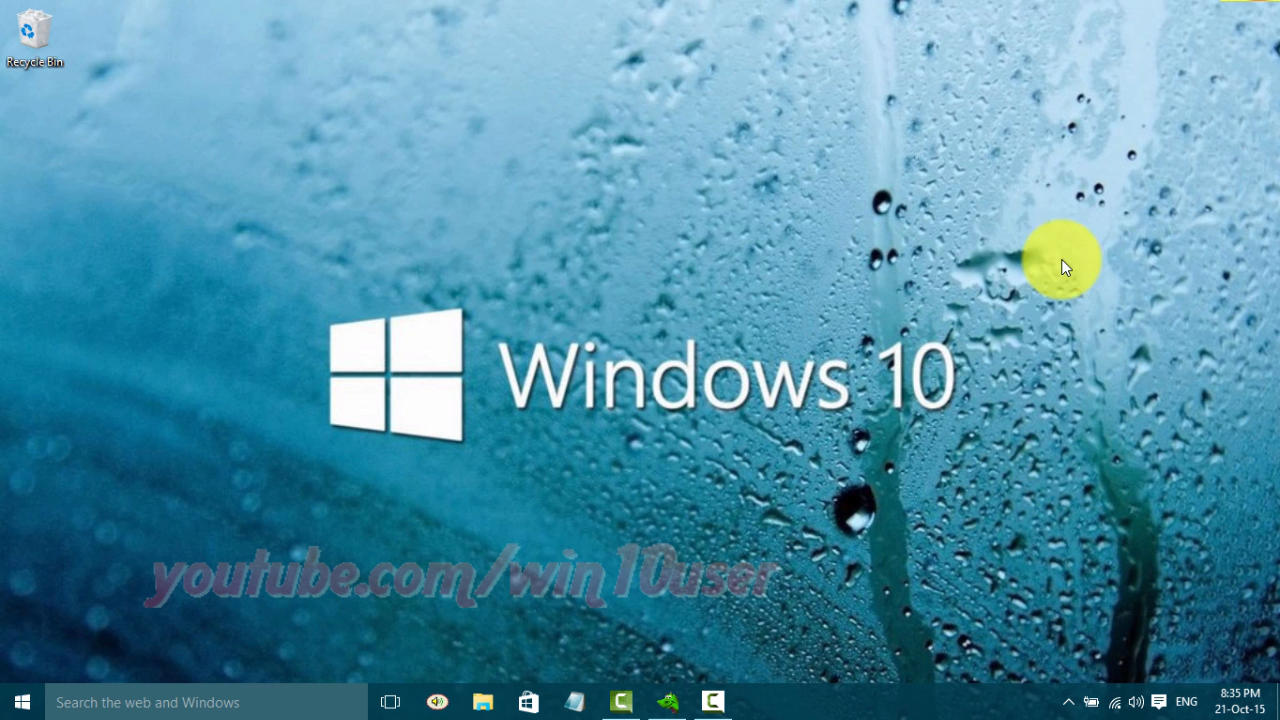 Recycle Bin
Windows 10
youtube.com/win10user
Search the web and Windows
ENG
8:35 PM
21-Oct-15